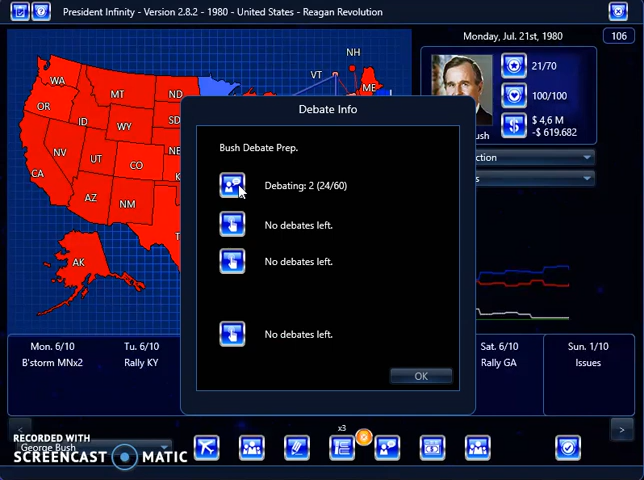 President Infinity - Version 2.8.2 - 1980 - United States - Reagan Revolution
Monday, Jul. 21st, 1980
106
NH
VT
ME
WA
MT
ND
OR
ID
SD
WY
NV
UT
CO
CA
AZ
NM
AK
21/70
100/100
$ 4,6 M
-$ 619.682
ush
ction
s
Debate Info
Bush Debate Prep.
Debating: 2 (24/60)
No debates left.
No debates left.
No debates left.
OK
Mon. 6/10
B'storm MNx2
Tu. 6/10
Rally KY
Sat. 6/10
Rally GA
Sun. 1/10
Issues
<
>
x3
George Bush
RECORDED WITH
SCREENCAST MATIC